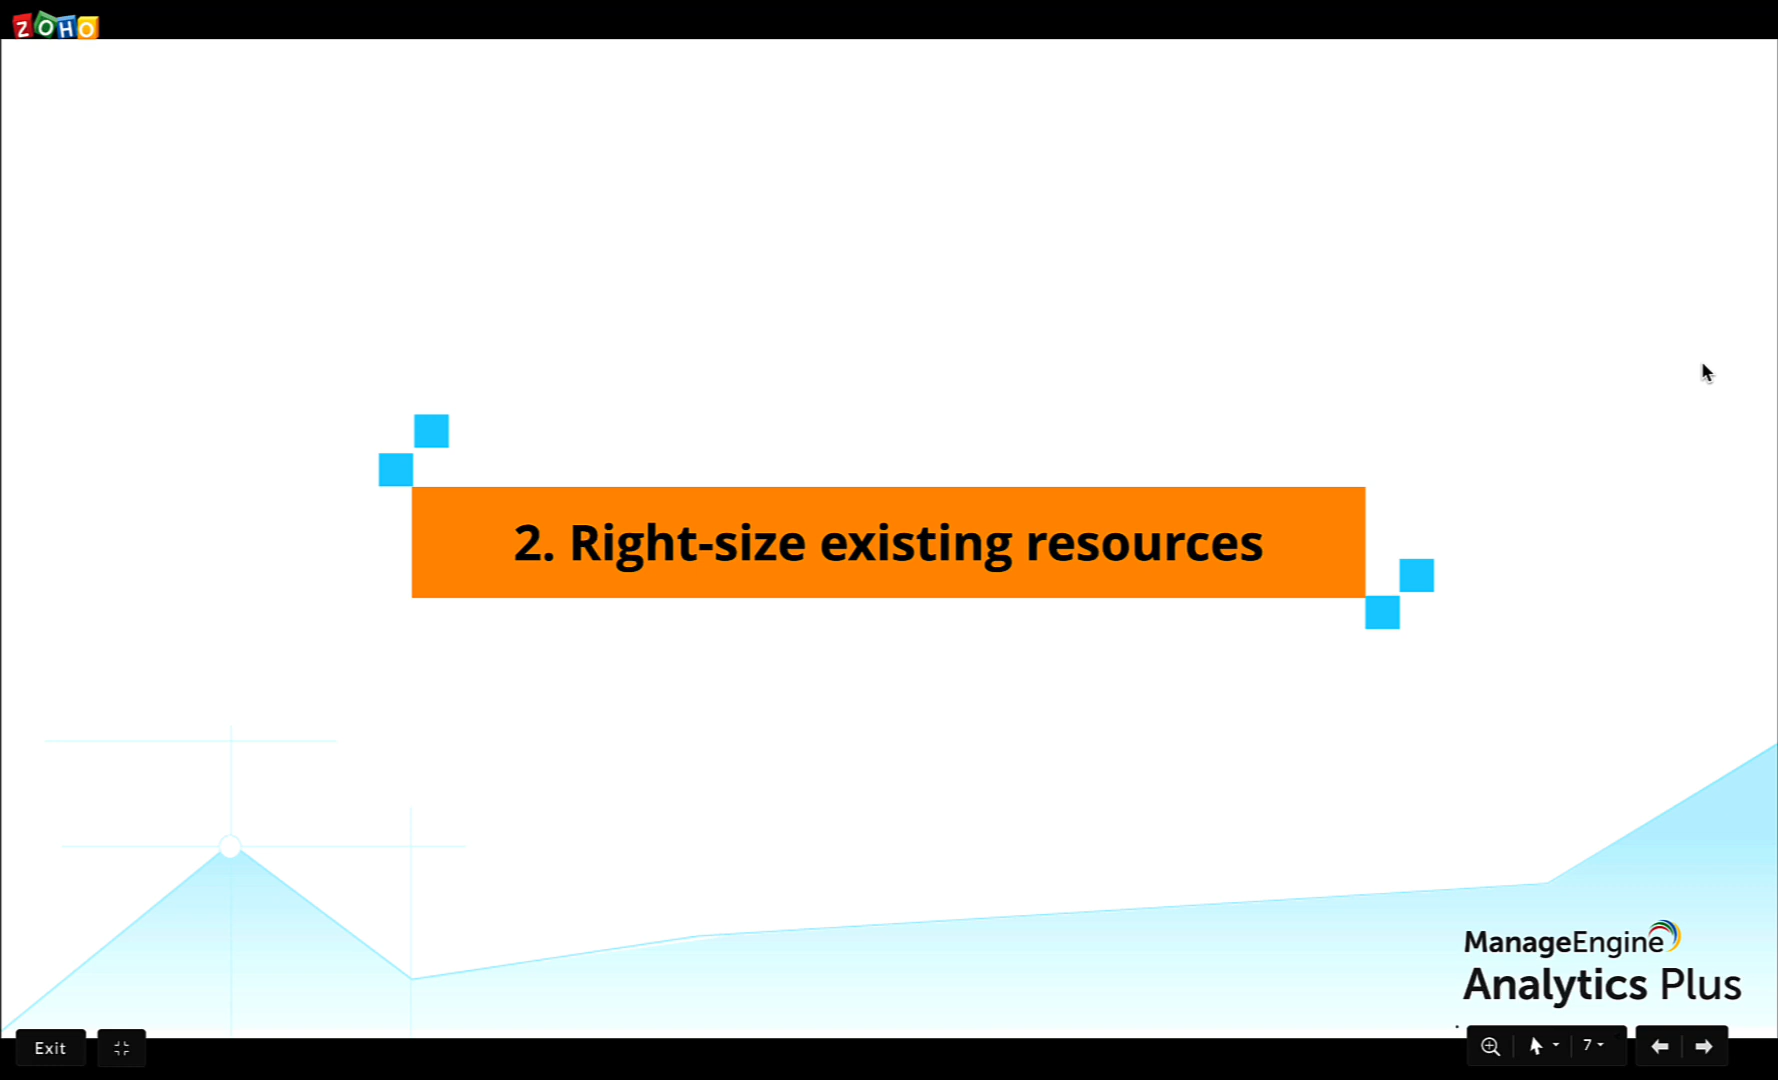 ZOHO
2. Right-size existing resources
ManageEngine
Analytics Plus
Exit
7